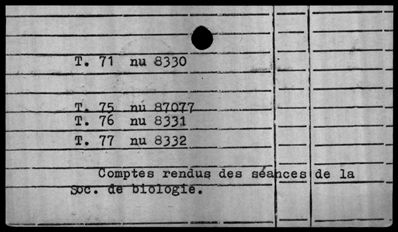 T. 71 nu 8330
T. 75 nu 87077
T. 76 nu 8331
T. 77 nu 8332
Comptes rendus des séances de la
Soc. de biologie.